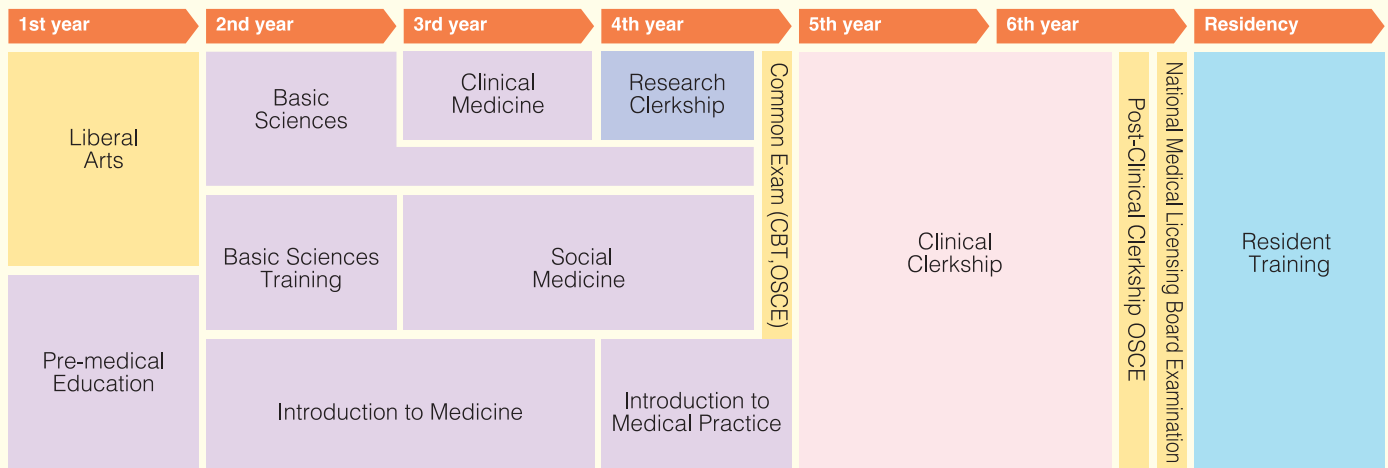 1st year
2nd year
3rd year
4th year
5th year
6th year
Residency
Liberal
Arts
Pre-medical
Education
Basic
Sciences
Clinical
Medicine
Research
Clerkship
Basic Sciences
Training
Social
Medicine
Introduction to Medicine
Introduction to
Medical Practice
Common Exam (CBT,OSCE)
Clinical
Clerkship
Post-Clinical Clerkship OSCE
National Medical Licensing Board Examination
Resident
Training